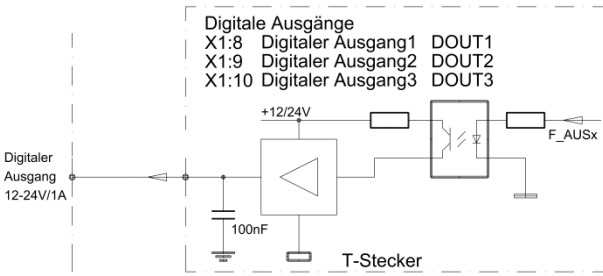 Digitale Ausgänge
X1:8 Digitaler Ausgang1 DOUT1
X1:9 Digitaler Ausgang2 DOUT2
X1:10 Digitaler Ausgang3 DOUT3
+12/24V
F_AUSx
Digitaler
Ausgang
12-24V/1A
100nF
T-Stecker